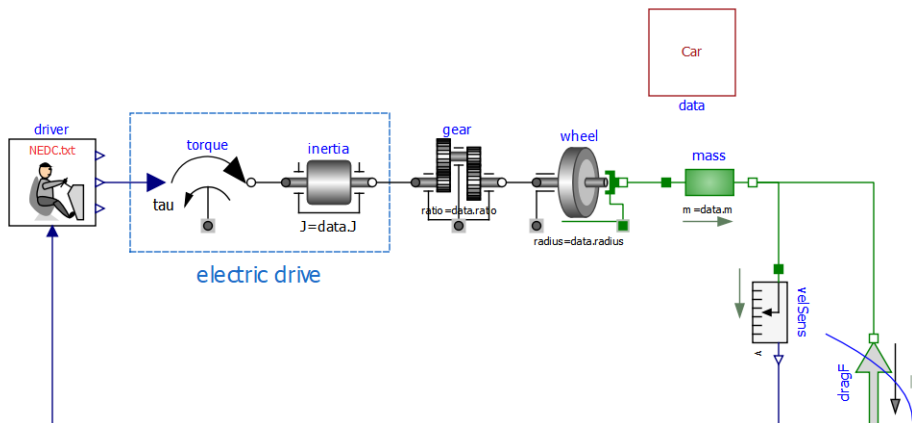 Car
data
driver
NEDC.txt
torque
tau
inertia
J=data.J
electric drive
gear
ratio=data.ratio
wheel
radius=data.radius
mass
m=data.m
velSens
v
dragF